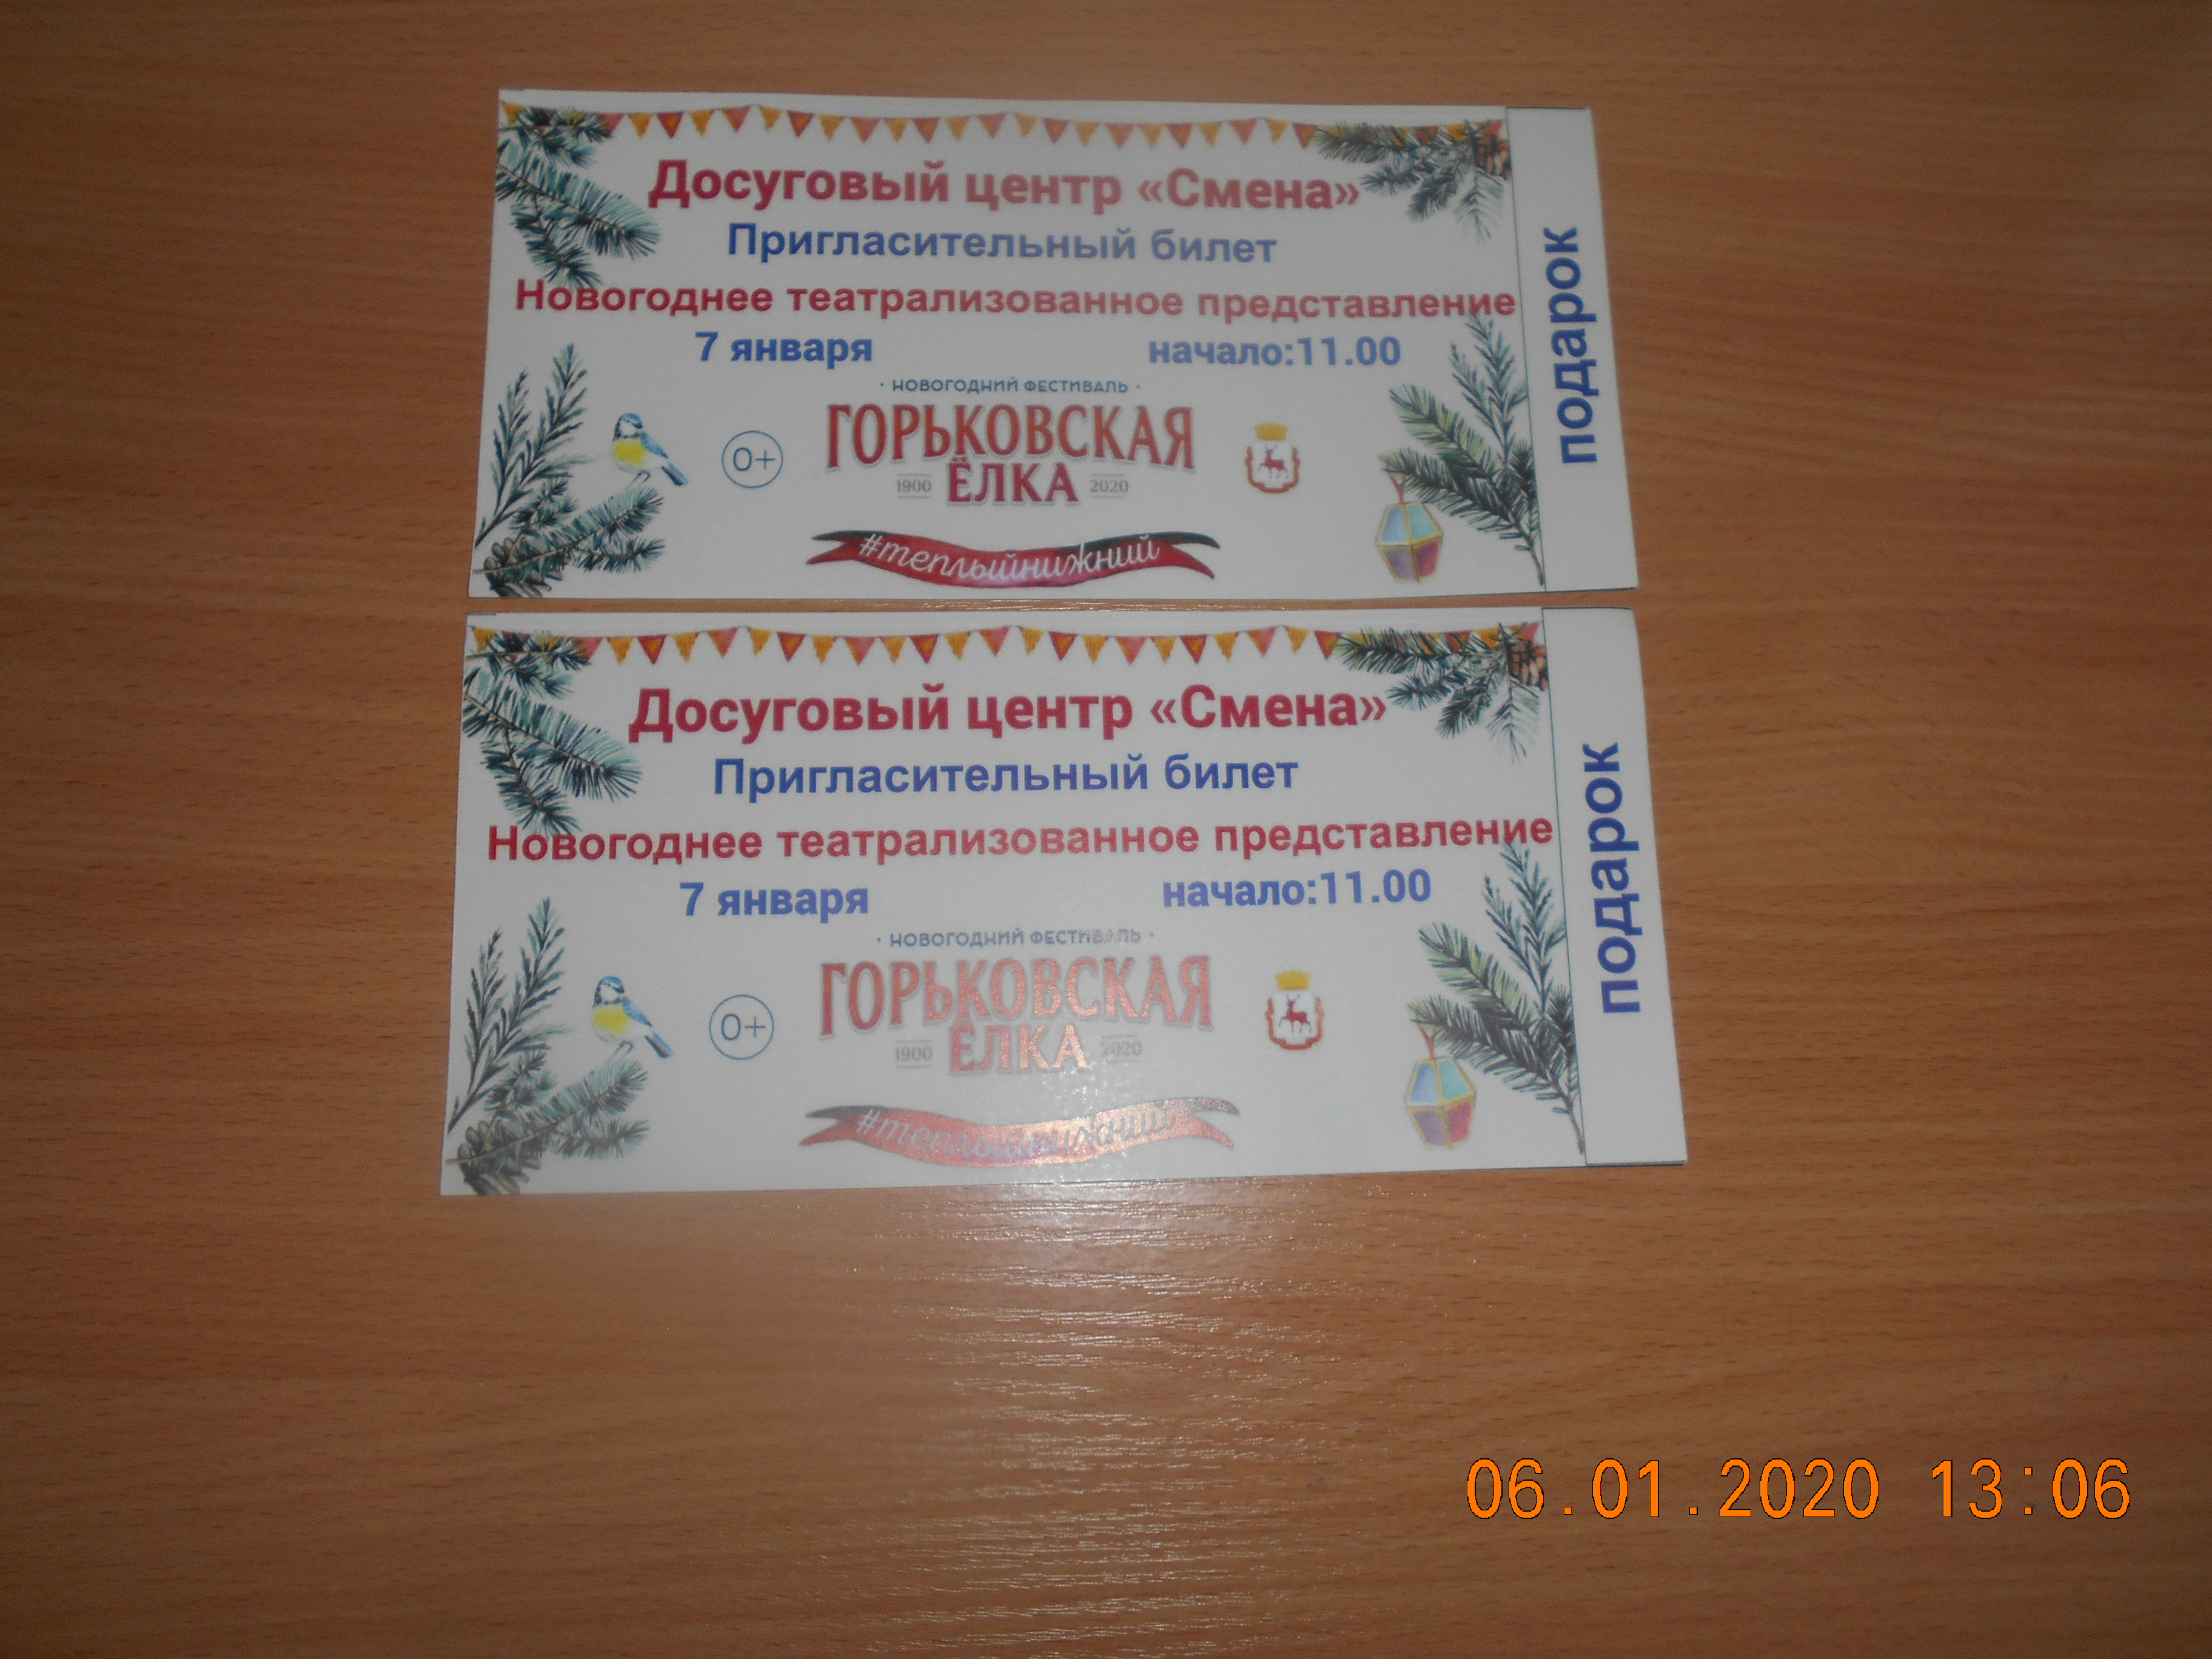 Досуговый центр «Смена»
Пригласительный билет
Новогоднее театрализованное представление
7 января начало:11.00
· НОВОГОДНИЙ ФЕСТИВАЛЬ ·
0+
ГОРЬКОВСКАЯ
1900 ЁЛКА 2020
#теплыйнижний
подарок
Досуговый центр «Смена»
Пригласительный билет
Новогоднее театрализованное представление
7 января начало:11.00
· НОВОГОДНИЙ ФЕСТИВАЛЬ ·
0+
ГОРЬКОВСКАЯ
1900 ЁЛКА 2020
#теплыйнижний
подарок
06.01.2020 13:06